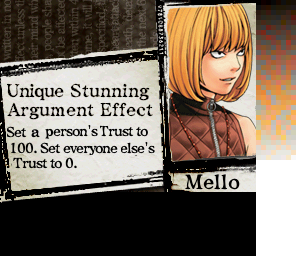 Unique Stunning
Argument Effect
Set a person's Trust to
100. Set everyone else's
Trust to 0.
Mello